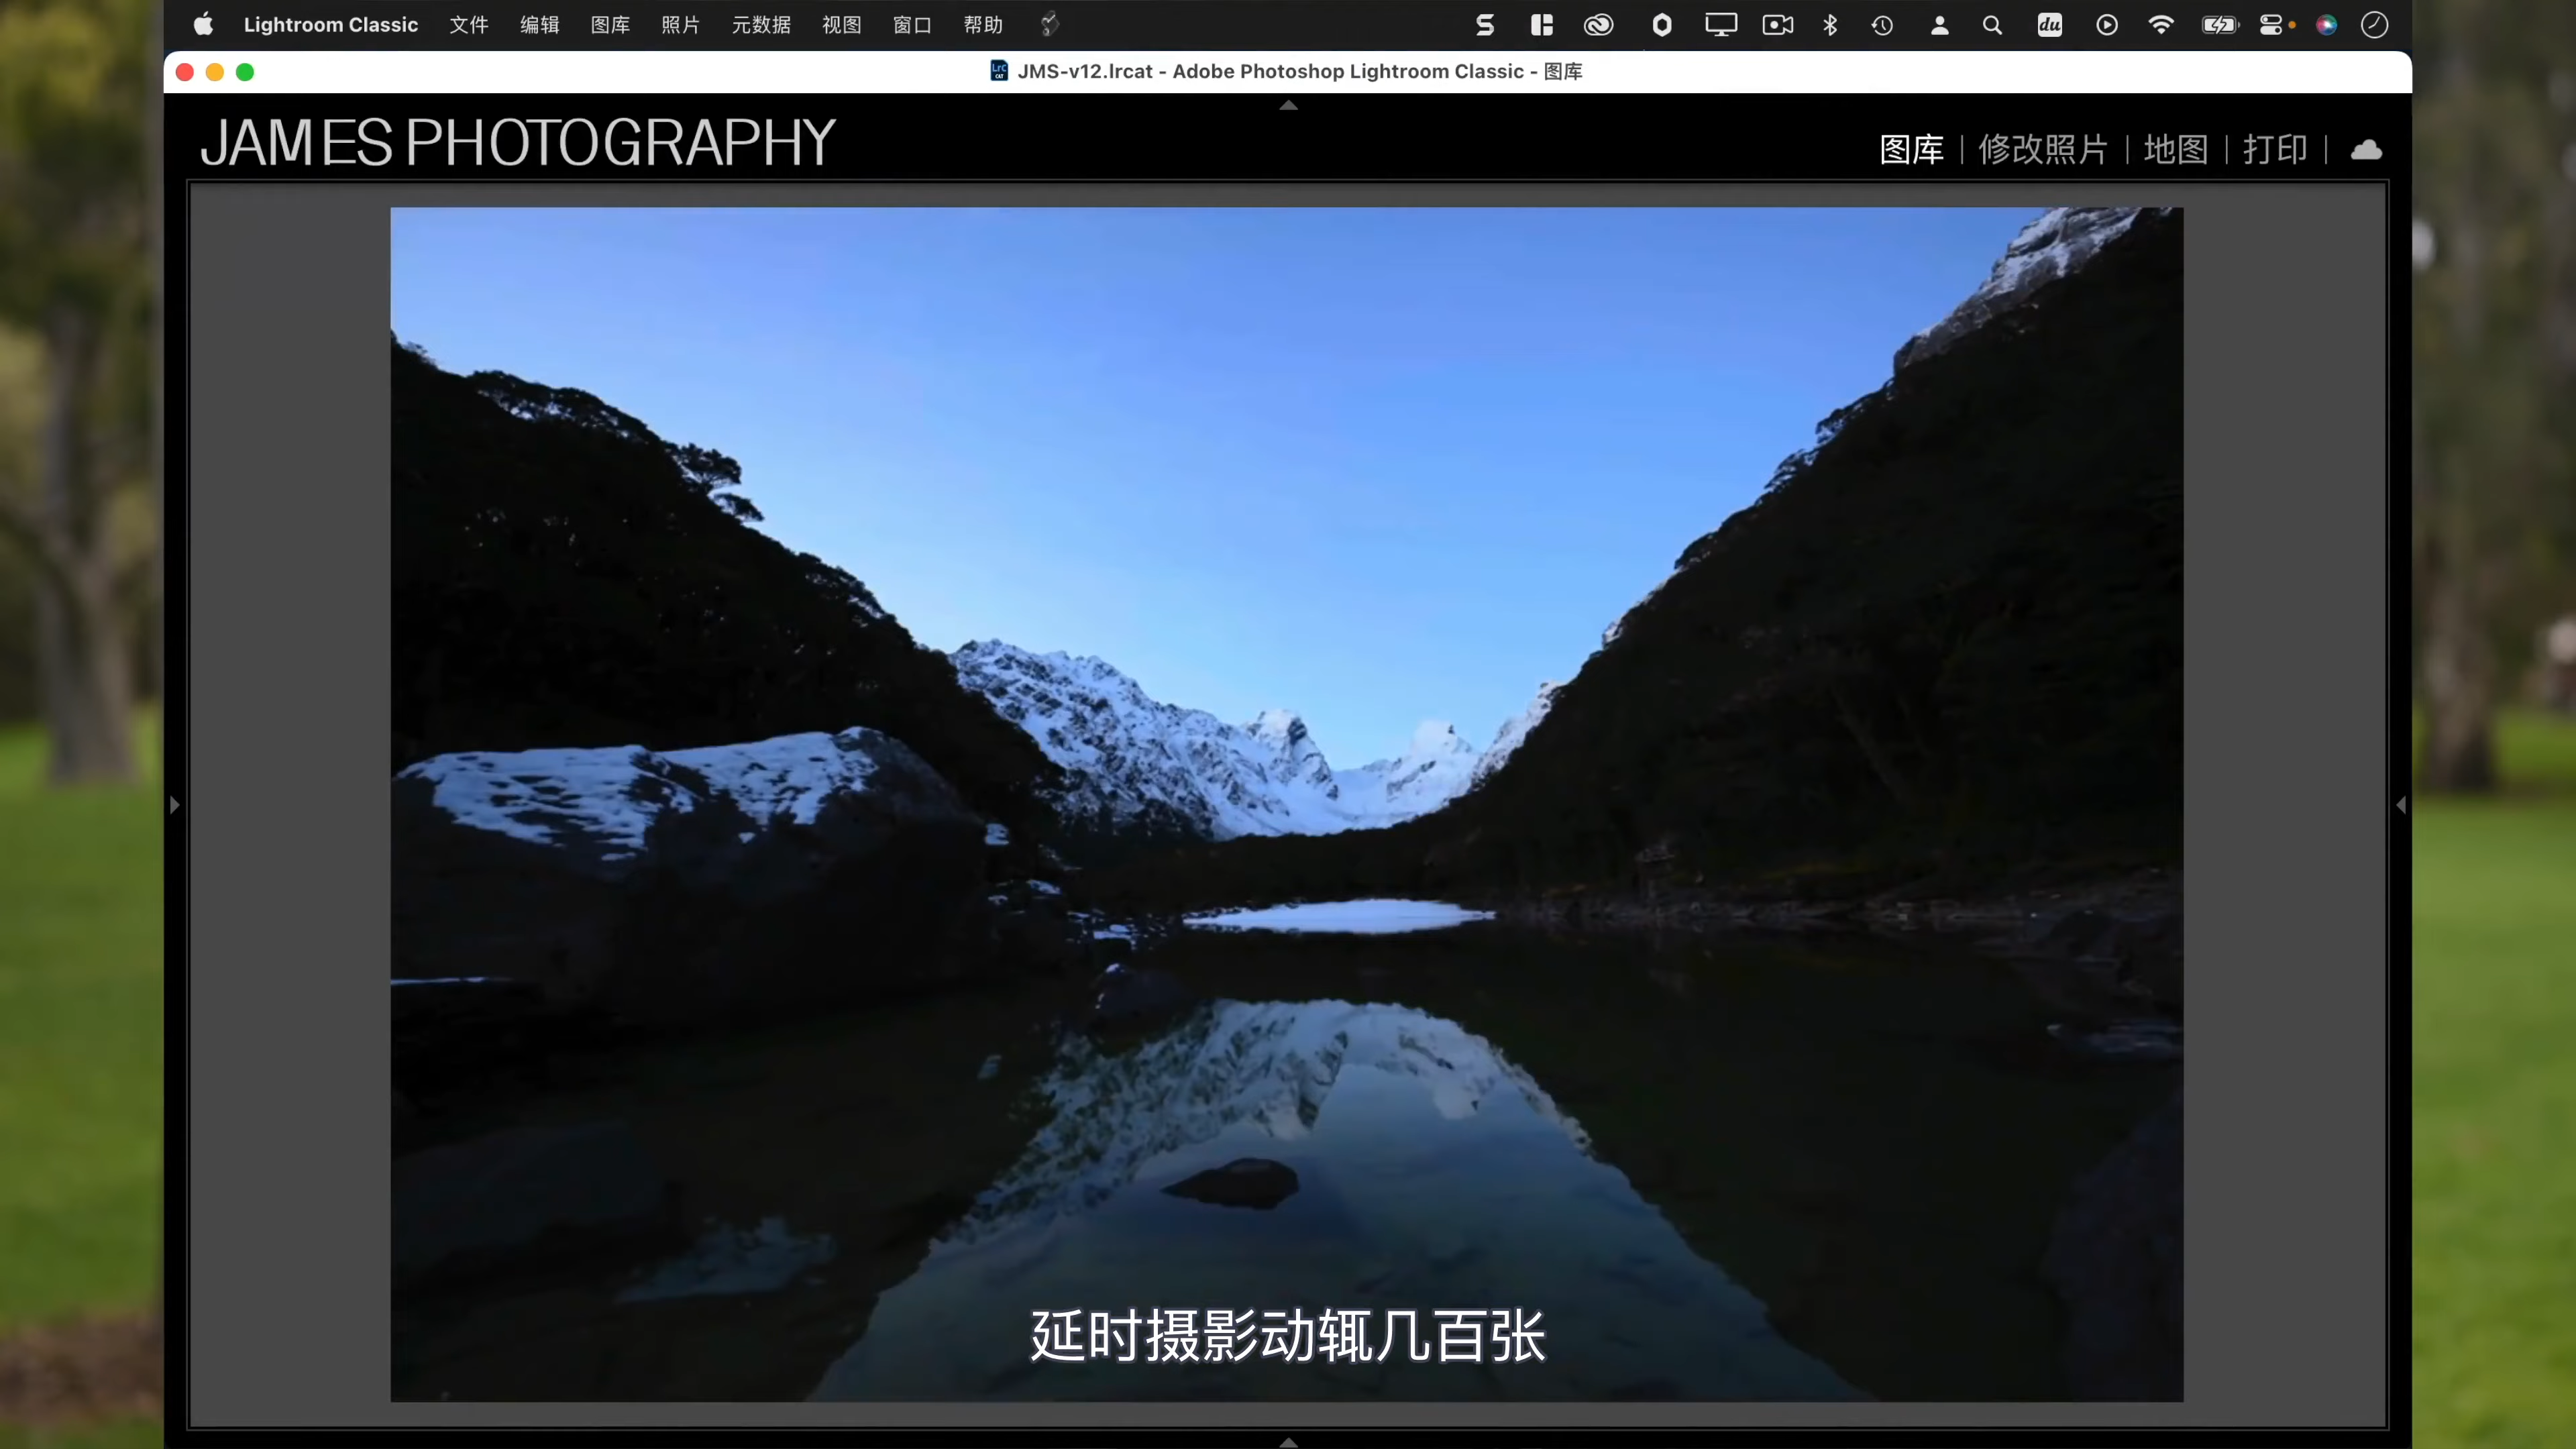 Lightroom Classic 文件 编辑 图库 照片 元数据 视图 窗口 帮助
JMS-v12.lrcat - Adobe Photoshop Lightroom Classic - 图库
JAMES PHOTOGRAPHY
图库 | 修改照片 | 地图 | 打印 |
延时摄影动辄几百张